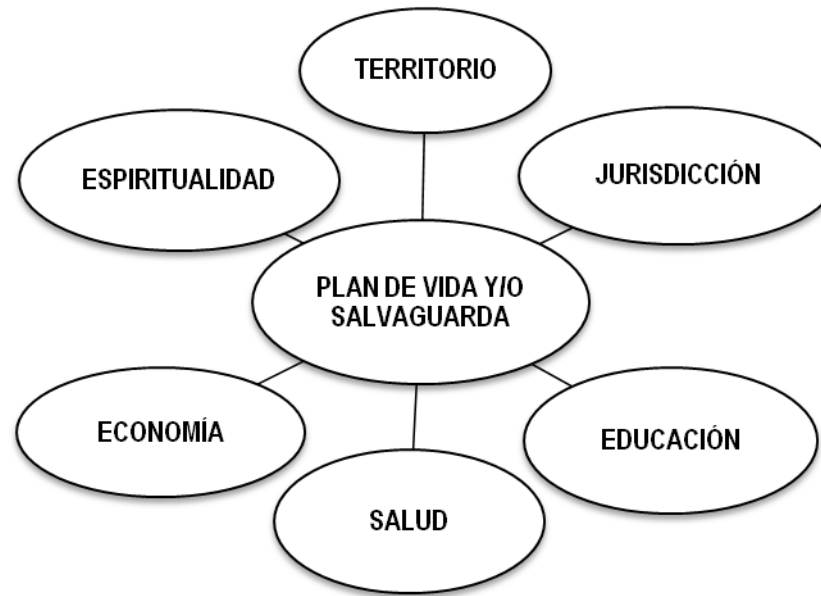 TERRITORIO
ESPIRITUALIDAD
JURISDICCIÓN
PLAN DE VIDA Y/O
SALVAGUARDA
ECONOMÍA
EDUCACIÓN
SALUD